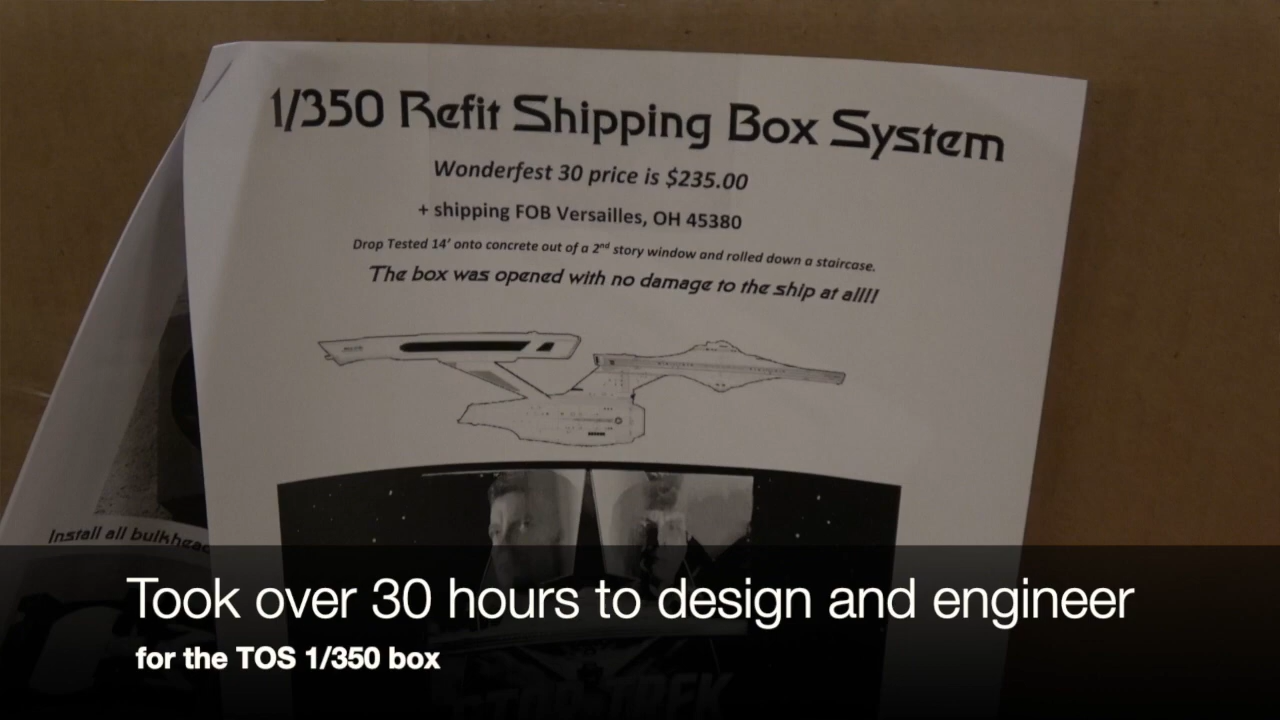 1/350 Refit Shipping Box System
Wonderfest 30 price is $235.00
+ shipping FOB Versailles, OH 45380
Drop Tested 14' onto concrete out of a 2nd story window and rolled down a staircase.
The box was opened with no damage to the ship at all!!
Install all bulkhea
Took over 30 hours to design and engineer
for the TOS 1/350 box
STAR TREK